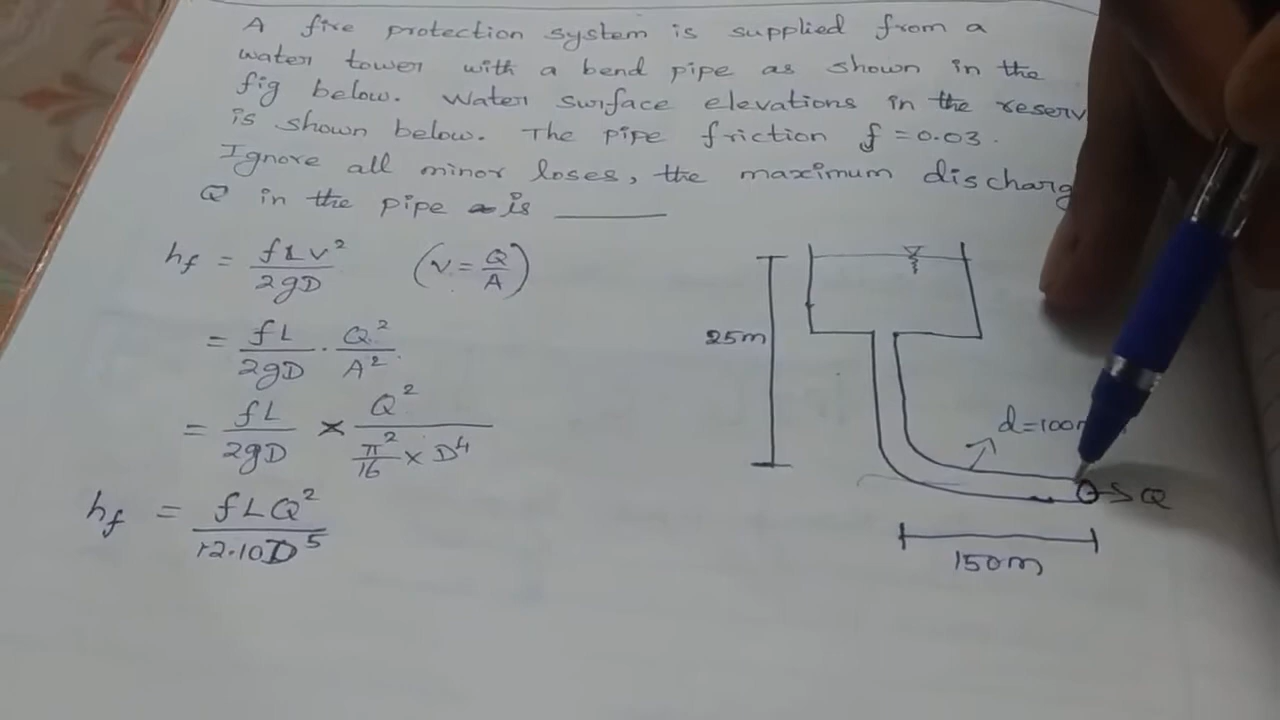 A fire protection system is supplied from a
water tower with a bend pipe as shown in the
fig below. Water surface elevations in the reserv
is shown below. The pipe friction f = 0.03.
Ignore all minor loses, the maximum discharg
Q in the pipe is ______
hf = fLv²/2gD (v = Q/A)
= fL/2gD · Q²/A²
= fL/2gD × Q²/(π²/16 × D⁴)
hf = fLQ²/12.10D⁵
25m
d=100m
Q
150m